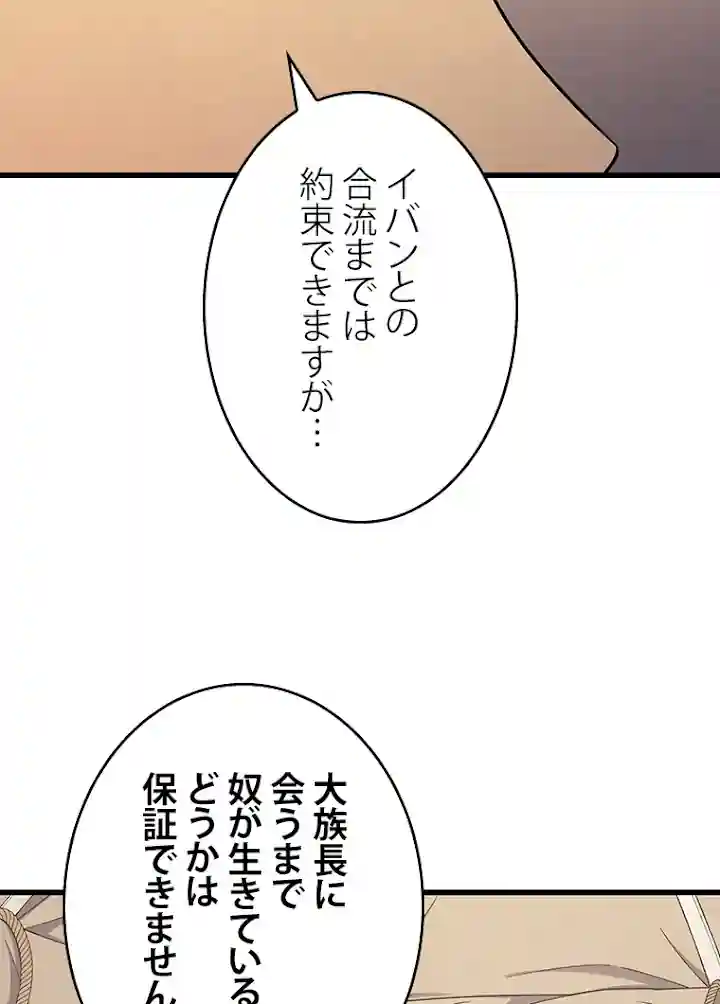 イバンとの
合流までは
約束できますが…
大族長に
会うまで
奴が生きている
どうかは
保証できません